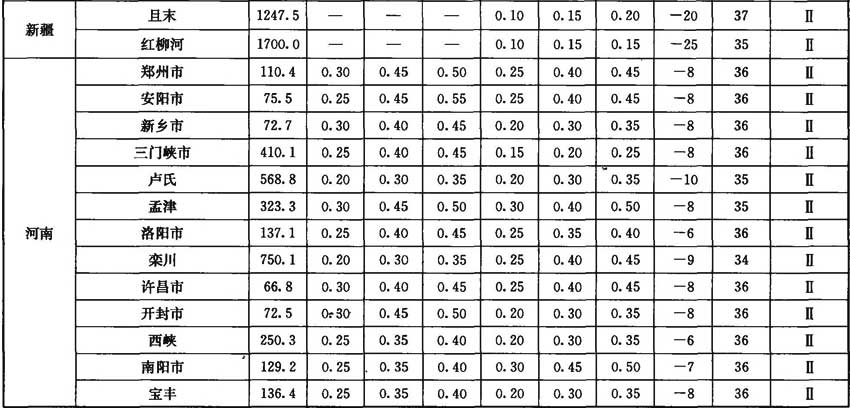 新疆 且末 1247.5 — — — 0.10 0.15 0.20 －20 37 Ⅱ
红柳河 1700.0 — — — 0.10 0.15 0.15 －25 35 Ⅱ
河南 郑州市 110.4 0.30 0.45 0.50 0.25 0.40 0.45 －8 36 Ⅱ
安阳市 75.5 0.25 0.45 0.55 0.25 0.40 0.45 －8 36 Ⅱ
新乡市 72.7 0.30 0.40 0.45 0.20 0.30 0.35 －8 36 Ⅱ
三门峡市 410.1 0.25 0.40 0.45 0.15 0.20 0.25 －8 36 Ⅱ
卢氏 568.8 0.20 0.30 0.35 0.20 0.30 0.35 －10 35 Ⅱ
孟津 323.3 0.30 0.45 0.50 0.30 0.40 0.50 －8 35 Ⅱ
洛阳市 137.1 0.25 0.40 0.45 0.25 0.35 0.40 －6 36 Ⅱ
栾川 750.1 0.20 0.30 0.35 0.25 0.40 0.45 －9 34 Ⅱ
许昌市 66.8 0.30 0.40 0.45 0.25 0.40 0.45 －8 36 Ⅱ
开封市 72.5 0.30 0.45 0.50 0.20 0.30 0.35 －8 36 Ⅱ
西峡 250.3 0.25 0.35 0.40 0.20 0.30 0.35 －6 36 Ⅱ
南阳市 129.2 0.25 0.35 0.40 0.30 0.45 0.50 －7 36 Ⅱ
宝丰 136.4 0.25 0.35 0.40 0.20 0.30 0.35 －8 36 Ⅱ